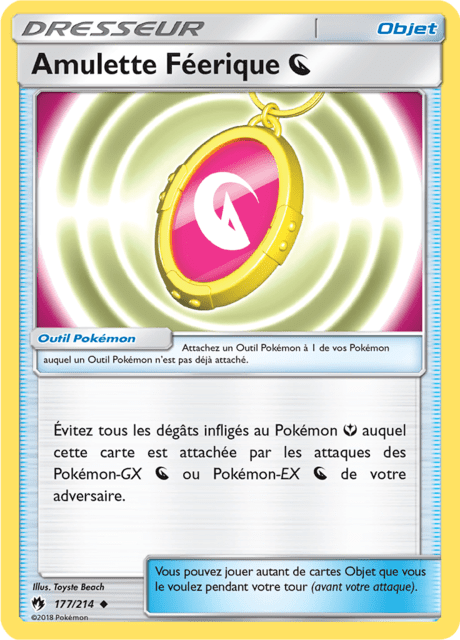 DRESSEUR
Objet
Amulette Féerique
Outil Pokémon
Attachez un Outil Pokémon à 1 de vos Pokémon
auquel un Outil Pokémon n'est pas déjà attaché.
Évitez tous les dégâts infligés au Pokémon auquel
cette carte est attachée par les attaques des
Pokémon-GX ou Pokémon-EX de votre
adversaire.
Vous pouvez jouer autant de cartes Objet que vous
le voulez pendant votre tour (avant votre attaque).
Illus. Toyste Beach
177/214
©2018 Pokémon